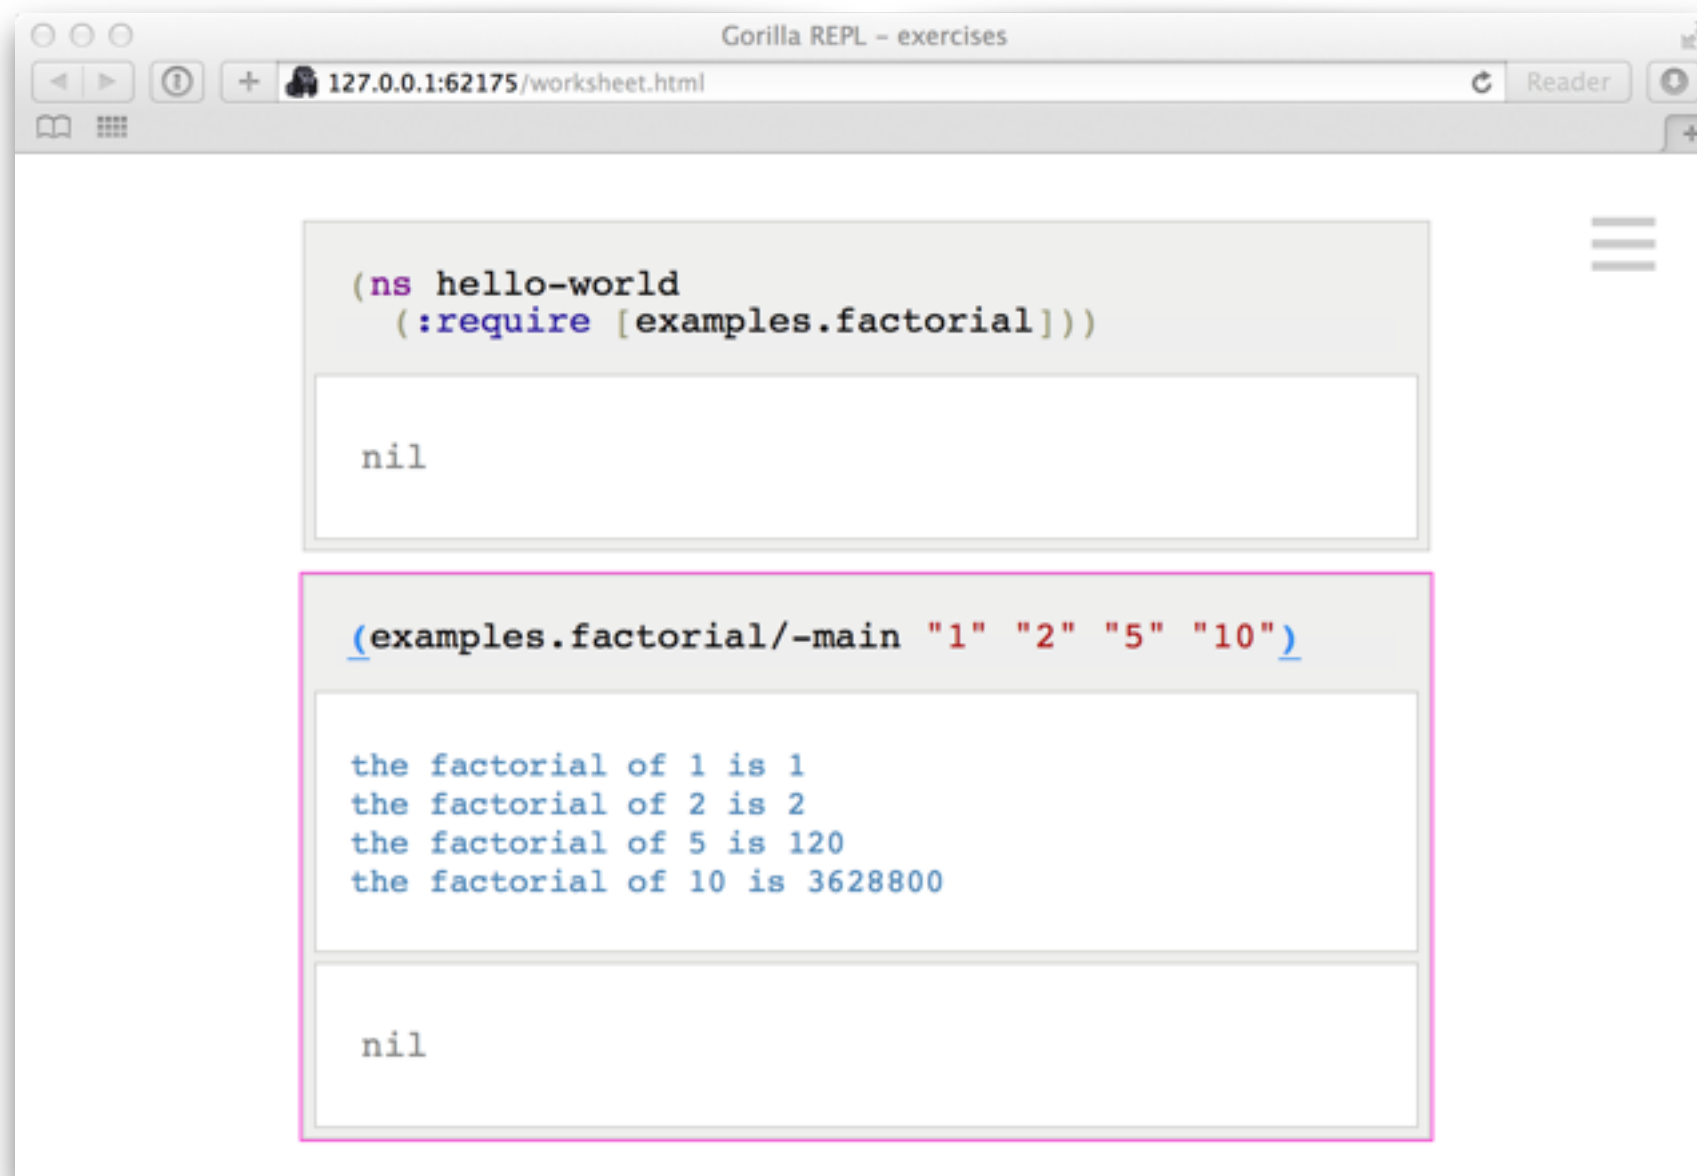 Gorilla REPL – exercises
127.0.0.1:62175/worksheet.html
Reader
(ns hello-world
(:require [examples.factorial]))
nil
(examples.factorial/-main "1" "2" "5" "10")
the factorial of 1 is 1
the factorial of 2 is 2
the factorial of 5 is 120
the factorial of 10 is 3628800
nil